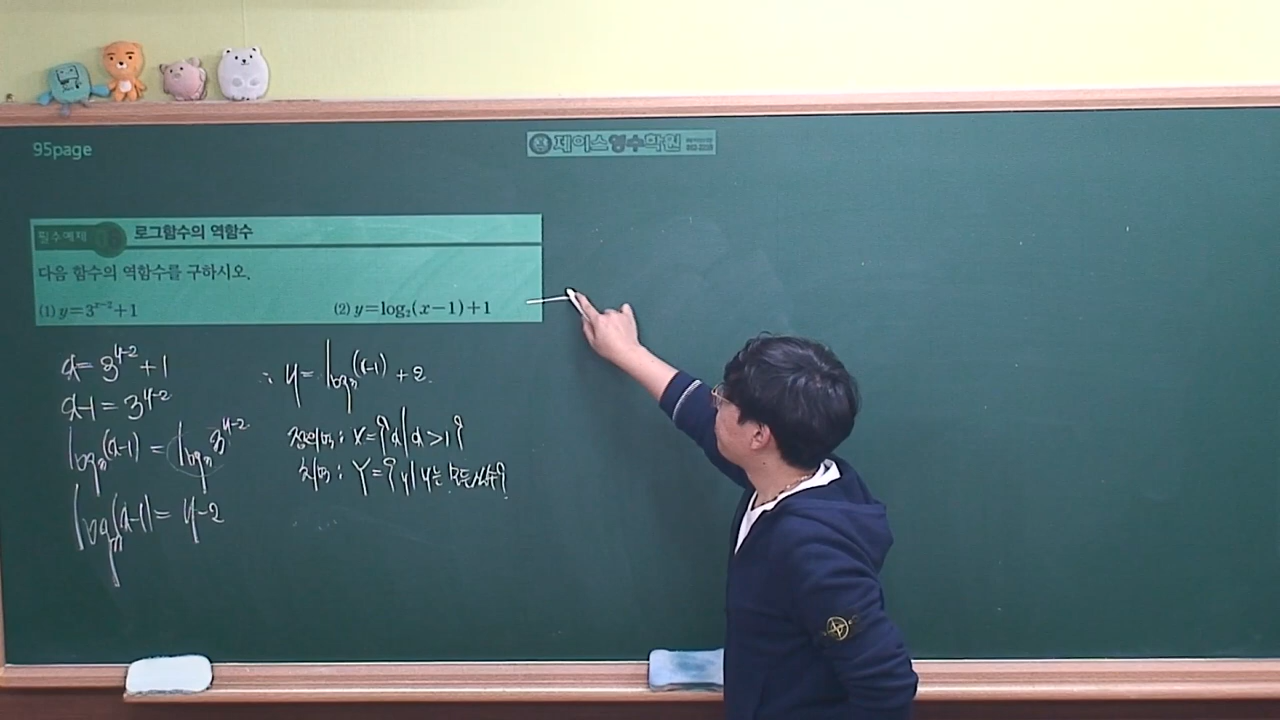 95page
제이스영수학원
필수예제
로그함수의 역함수
다음 함수의 역함수를 구하시오.
(1) y=3^{x-2}+1
(2) y=log₂(x-1)+1
x=3^{y-2}+1
x-1=3^{y-2}
log₃(x-1)=log₃3^{y-2}
log₃(x-1)=y-2
∴ y=log₃(x-1)+2.
정의역: X={x|x>1}
치역: Y={y|y는 모든 실수}